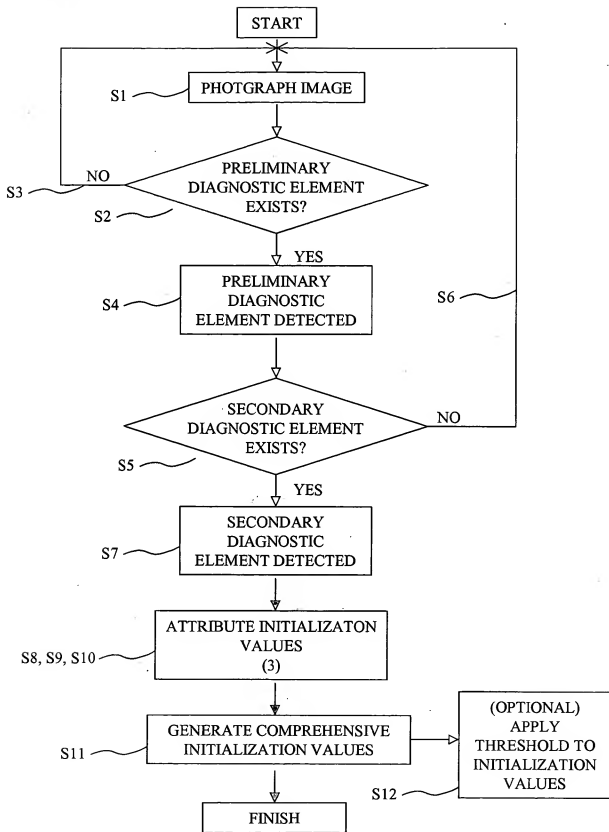 START
S1
PHOTGRAPH IMAGE
S3
NO
PRELIMINARY
DIAGNOSTIC ELEMENT
EXISTS?
S2
YES
S4
PRELIMINARY
DIAGNOSTIC
ELEMENT DETECTED
S6
SECONDARY
DIAGNOSTIC ELEMENT
EXISTS?
NO
S5
YES
S7
SECONDARY
DIAGNOSTIC
ELEMENT DETECTED
S8, S9, S10
ATTRIBUTE INITIALIZATON
VALUES
(3)
S11
GENERATE COMPREHENSIVE
INITIALIZATION VALUES
(OPTIONAL)
APPLY
THRESHOLD TO
INITIALIZATION
VALUES
S12
FINISH